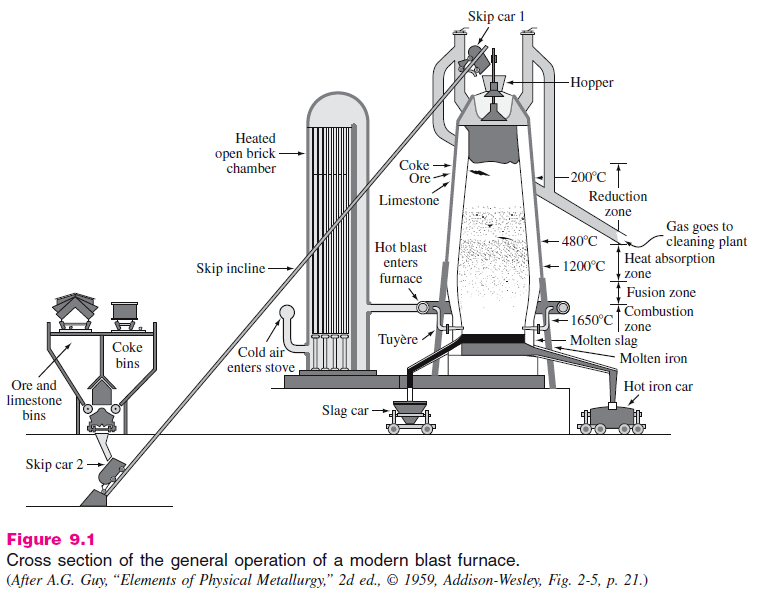 Skip car 1
Hopper
Heated
open brick
chamber
Coke
Ore
Limestone
200°C
Reduction
zone
Gas goes to
cleaning plant
480°C
Heat absorption
zone
1200°C
Hot blast
enters
furnace
Skip incline
Fusion zone
Combustion
zone
1650°C
Tuyère
Molten slag
Molten iron
Coke
bins
Cold air
enters stove
Ore and
limestone
bins
Hot iron car
Slag car
Skip car 2
Figure 9.1
Cross section of the general operation of a modern blast furnace.
(After A.G. Guy, “Elements of Physical Metallurgy,” 2d ed., © 1959, Addison-Wesley, Fig. 2-5, p. 21.)